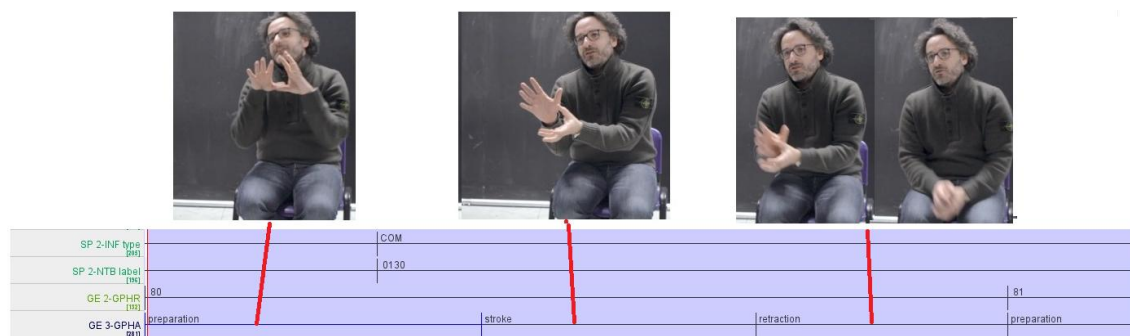 SP 2-INF type
COM
SP 2-NTB label
0130
GE 2-GPHR
80
81
GE 3-GPHA
preparation
stroke
retraction
preparation